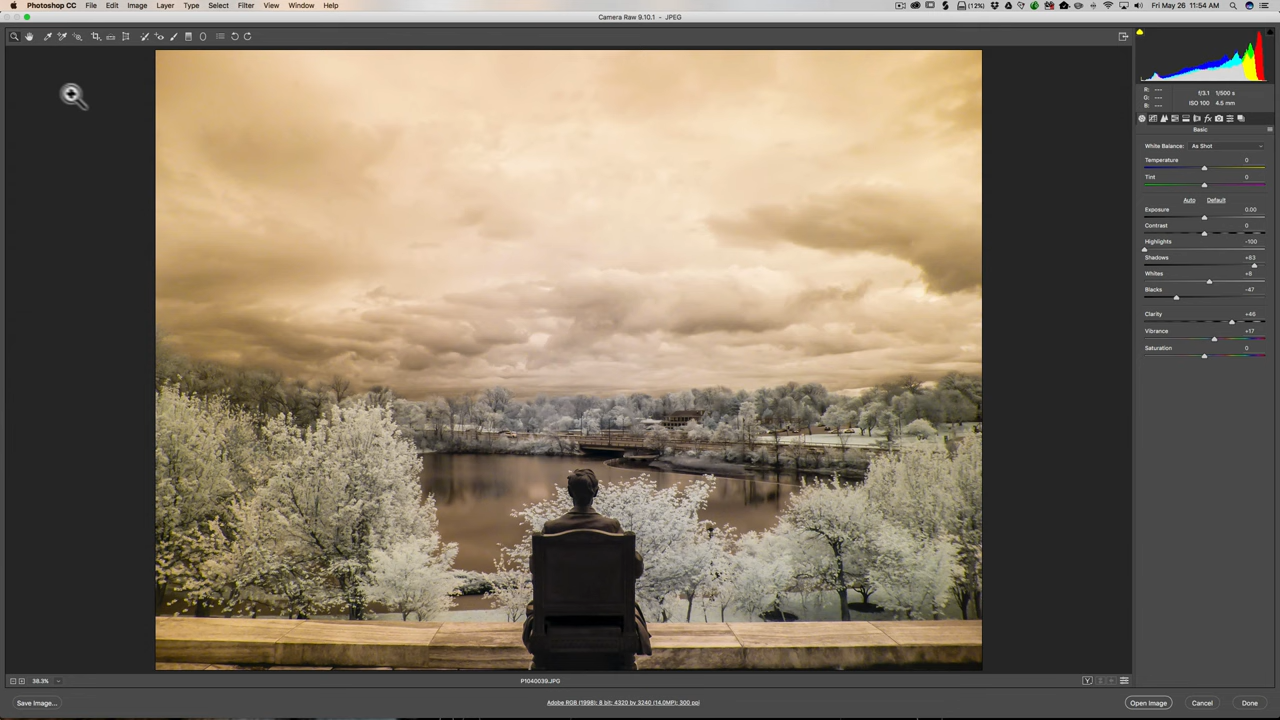 Photoshop CC File Edit Image Layer Type Select Filter View Window Help (12%) Fri May 26 11:54 AM
Camera Raw 9.10.1 - JPEG
R: ---
G: ---
B: ---
f/3.1 1/500 s
ISO 100 4.5 mm
Basic
White Balance: As Shot
Temperature 0
Tint 0
Auto Default
Exposure 0.00
Contrast 0
Highlights -100
Shadows +83
Whites +8
Blacks -47
Clarity +46
Vibrance +17
Saturation 0
38.3% P1040039.JPG Y
Save Image... Adobe RGB (1998); 8 bit; 4320 by 3240 (14.0MP); 300 ppi Open Image Cancel Done